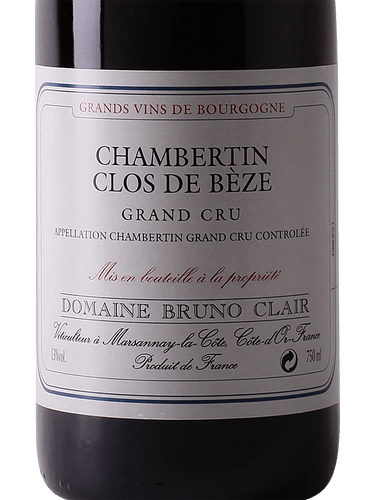 GRANDS VINS DE BOURGOGNE
CHAMBERTIN
CLOS DE BÈZE
GRAND CRU
APPELLATION CHAMBERTIN GRAND CRU CONTROLÉE
Mis en bouteille à la propriété
DOMAINE BRUNO CLAIR
Viticulteur à Marsannay-la-Côte, Côte-d'Or-France
13%vol. Produit de France 750 ml